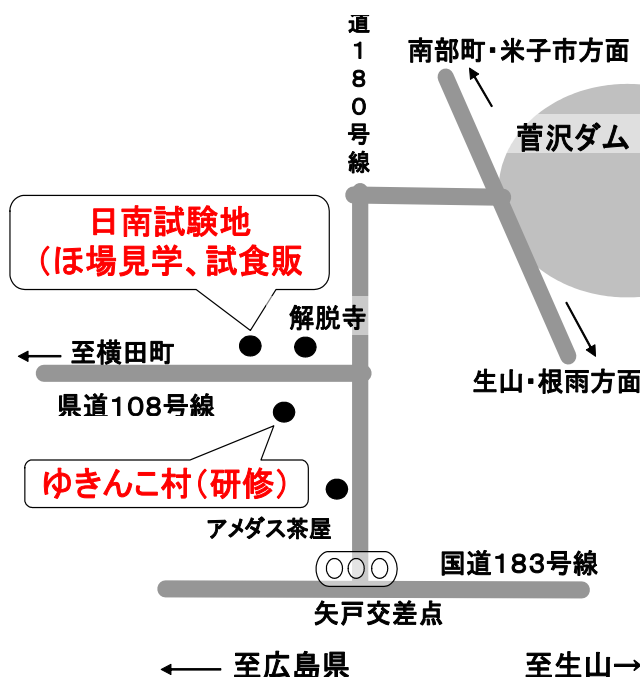 道180号線
南部町・米子市方面
菅沢ダム
日南試験地
(ほ場見学、試食販
解脱寺
至横田町
生山・根雨方面
県道108号線
ゆきんこ村(研修)
アメダス茶屋
国道183号線
矢戸交差点
至広島県
至生山